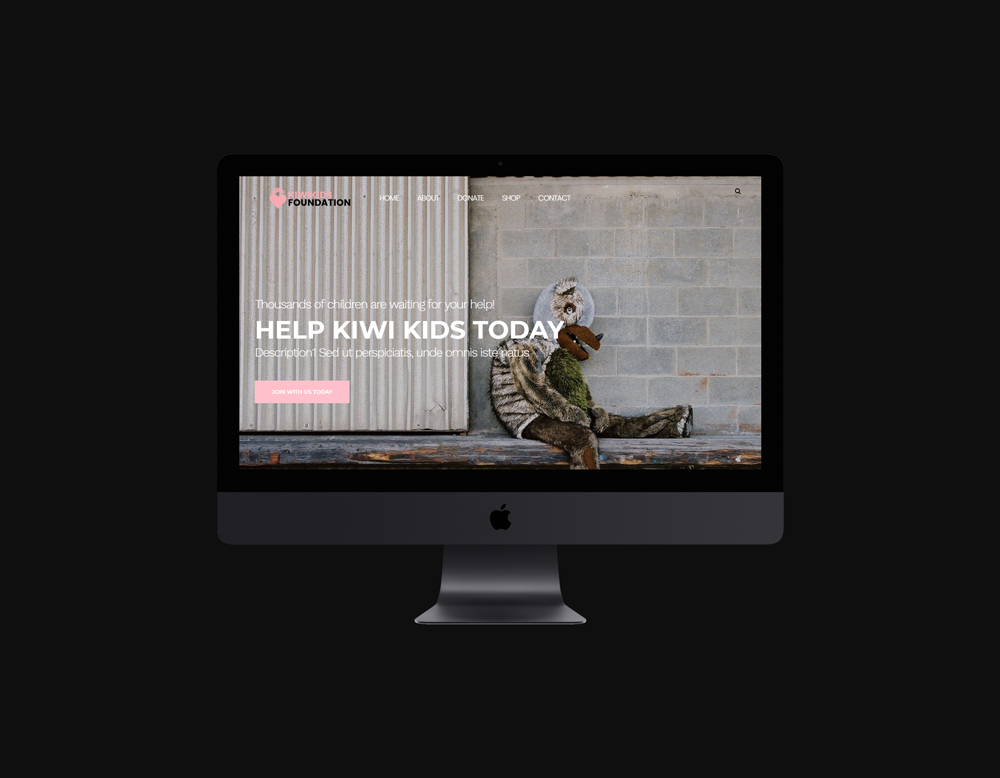 KIWI KIDS
FOUNDATION
HOME ABOUT DONATE SHOP CONTACT
Thousands of children are waiting for your help!
HELP KIWI KIDS TODAY
Description1 Sed ut perspiciatis, unde omnis iste natus
JOIN WITH US TODAY